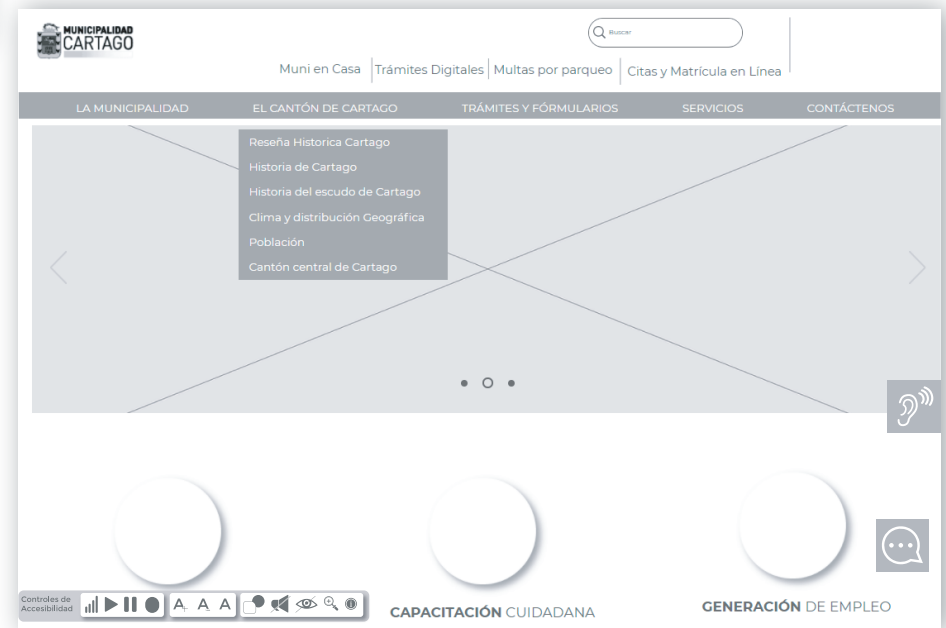 MUNICIPALIDAD
CARTAGO
Buscar
Muni en Casa Trámites Digitales Multas por parqueo Citas y Matrícula en Línea
LA MUNICIPALIDAD EL CANTÓN DE CARTAGO TRÁMITES Y FÓRMULARIOS SERVICIOS CONTÁCTENOS
Reseña Historica Cartago
Historia de Cartago
Historia del escudo de Cartago
Clima y distribución Geográfica
Población
Cantón central de Cartago
Controles de
Accesibilidad
A+ A A
CAPACITACIÓN CUIDADANA
GENERACIÓN DE EMPLEO